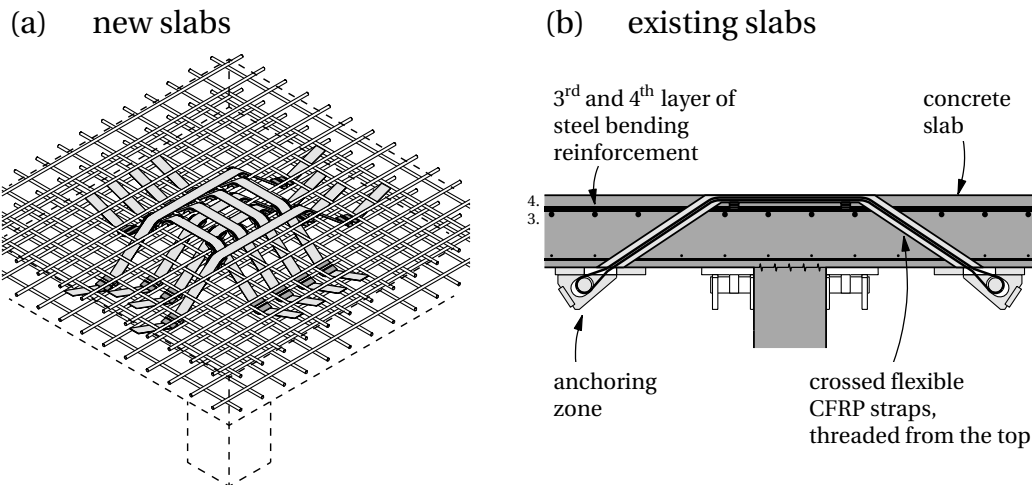 (a) new slabs
(b) existing slabs
3rd and 4th layer of
steel bending
reinforcement
concrete
slab
4.
3.
anchoring
zone
crossed flexible
CFRP straps,
threaded from the top